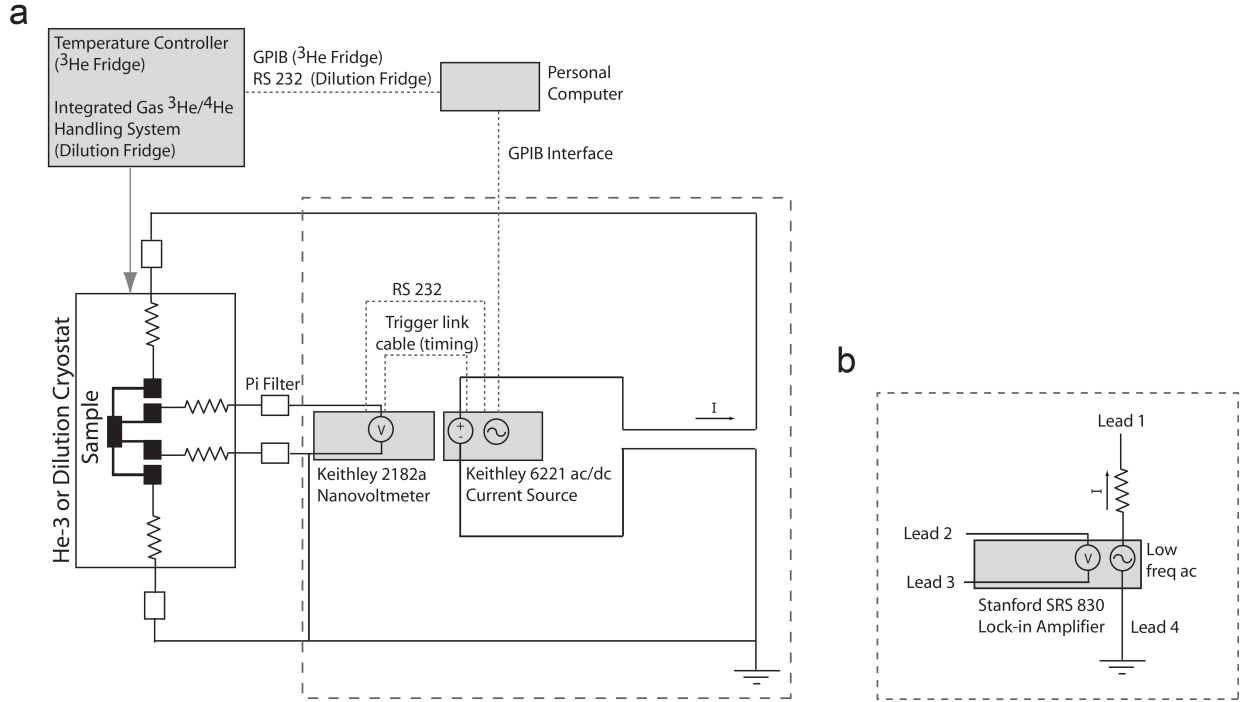 a
Temperature Controller
(³He Fridge)
Integrated Gas ³He/⁴He
Handling System
(Dilution Fridge)
GPIB (³He Fridge)
RS 232 (Dilution Fridge)
Personal
Computer
GPIB Interface
RS 232
Trigger link
cable (timing)
He-3 or Dilution Cryostat
Sample
Pi Filter
V
+
-
I
Keithley 2182a
Nanovoltmeter
Keithley 6221 ac/dc
Current Source
b
Lead 1
I
Lead 2
V
Low
freq ac
Lead 3
Stanford SRS 830
Lock-in Amplifier
Lead 4